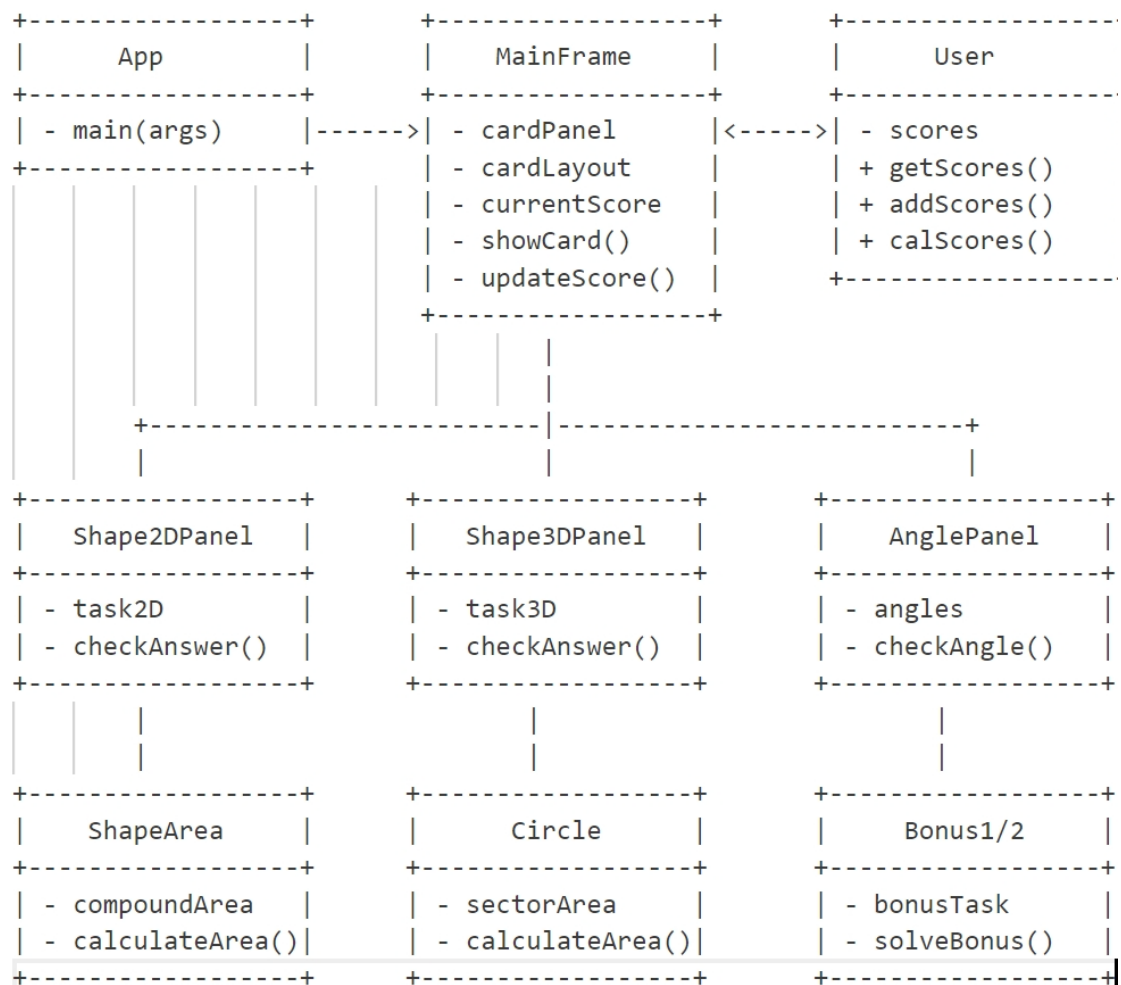 App MainFrame User
- main(args) - cardPanel - scores
- cardLayout + getScores()
- currentScore + addScores()
- showCard() + calScores()
- updateScore()
Shape2DPanel Shape3DPanel AnglePanel
- task2D - task3D - angles
- checkAnswer() - checkAnswer() - checkAngle()
ShapeArea Circle Bonus1/2
- compoundArea - sectorArea - bonusTask
- calculateArea() - calculateArea() - solveBonus()